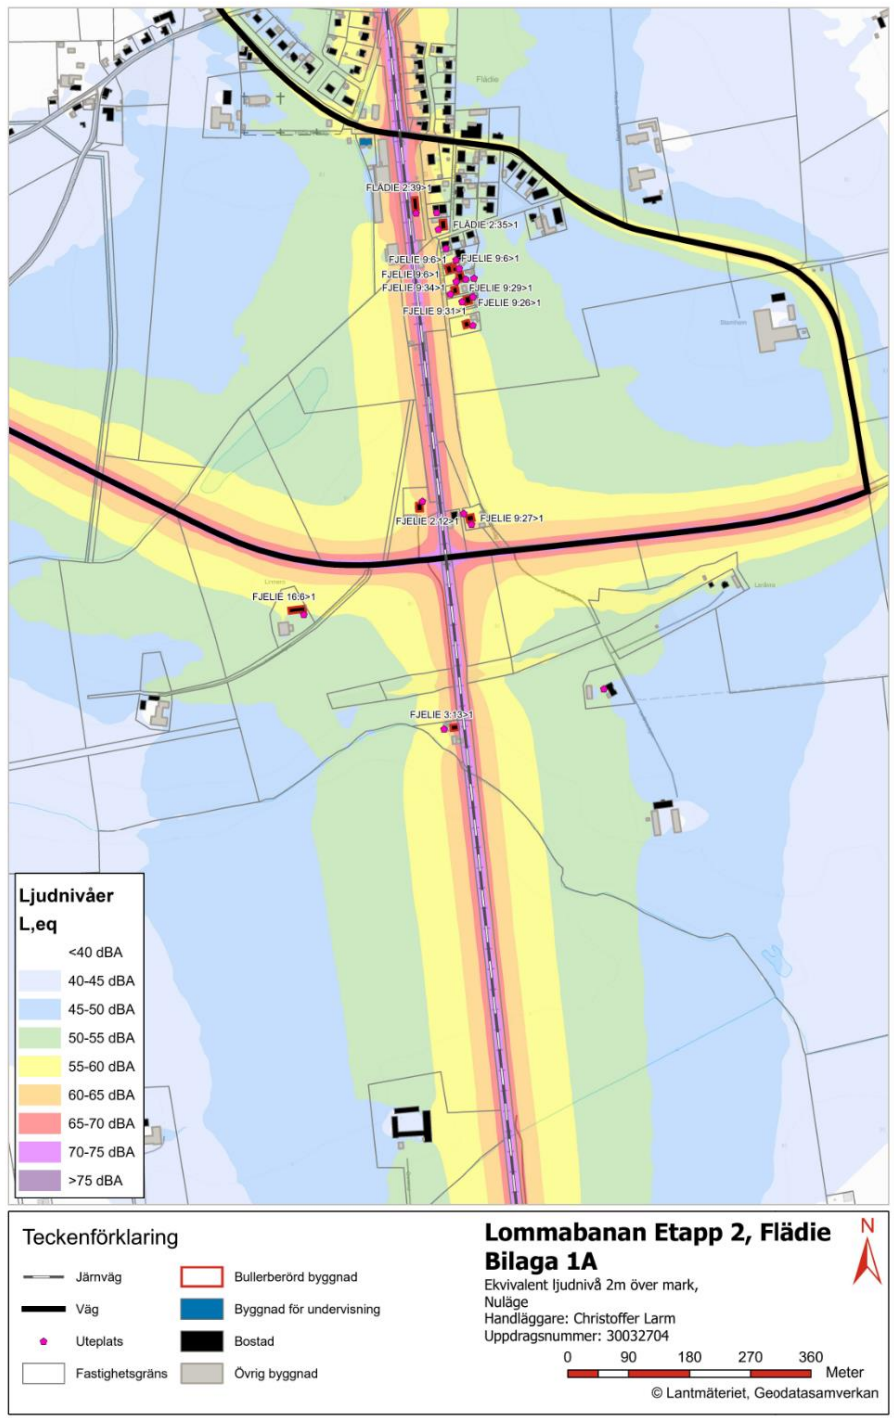 Flädie
FLÄDIE 2:39>1
FLÄDIE 2:35>1
FJELIE 9:6>1
FJELIE 9:6>1
FJELIE 9:6>1
FJELIE 9:34>1
FJELIE 9:29>1
FJELIE 9:26>1
FJELIE 9:31>1
FJELIE 2:12>1
FJELIE 9:27>1
FJELIE 16:6>1
FJELIE 3:13>1
Ljudnivåer
L,eq
<40 dBA
40-45 dBA
45-50 dBA
50-55 dBA
55-60 dBA
60-65 dBA
65-70 dBA
70-75 dBA
>75 dBA
Teckenförklaring
Järnväg
Väg
Uteplats
Fastighetsgräns
Bullerberörd byggnad
Byggnad för undervisning
Bostad
Övrig byggnad
Lommabanan Etapp 2, Flädie
Bilaga 1A
Ekvivalent ljudnivå 2m över mark,
Nuläge
Handläggare: Christoffer Larm
Uppdragsnummer: 30032704
N
0 90 180 270 360
Meter
© Lantmäteriet, Geodatasamverkan